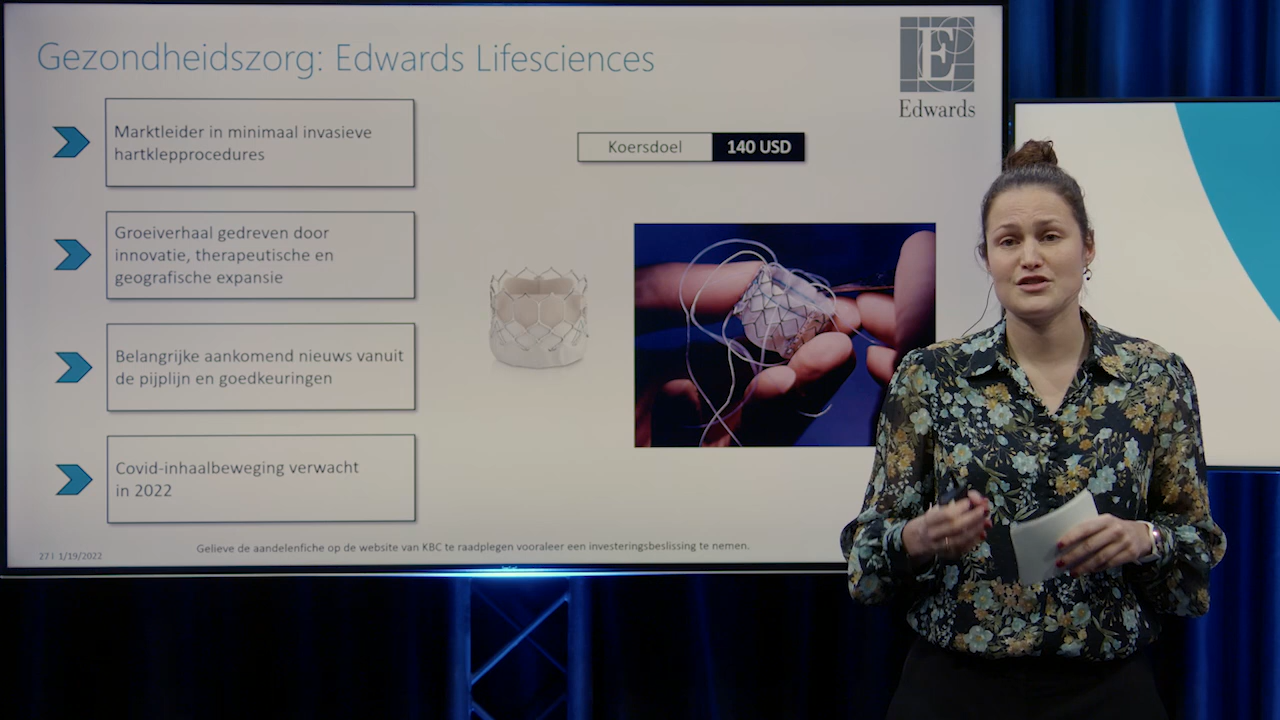 Gezondheidszorg: Edwards Lifesciences
E
Edwards
Marktleider in minimaal invasieve
hartklepprocedures
Koersdoel 140 USD
Groeiverhaal gedreven door
innovatie, therapeutische en
geografische expansie
Belangrijke aankomend nieuws vanuit
de pijplijn en goedkeuringen
Covid-inhaalbeweging verwacht
in 2022
27 | 1/19/2022
Gelieve de aandelenfiche op de website van KBC te raadplegen vooraleer een investeringsbeslissing te nemen.